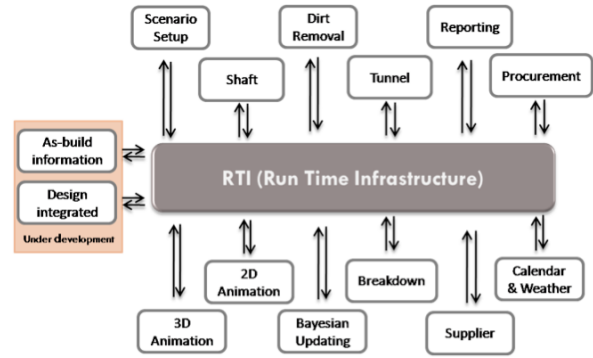 Scenario
Setup
Dirt
Removal
Reporting
Shaft
Tunnel
Procurement
As-build
information
Design
integrated
Under development
RTI (Run Time Infrastructure)
2D
Animation
Breakdown
Calendar
& Weather
3D
Animation
Bayesian
Updating
Supplier